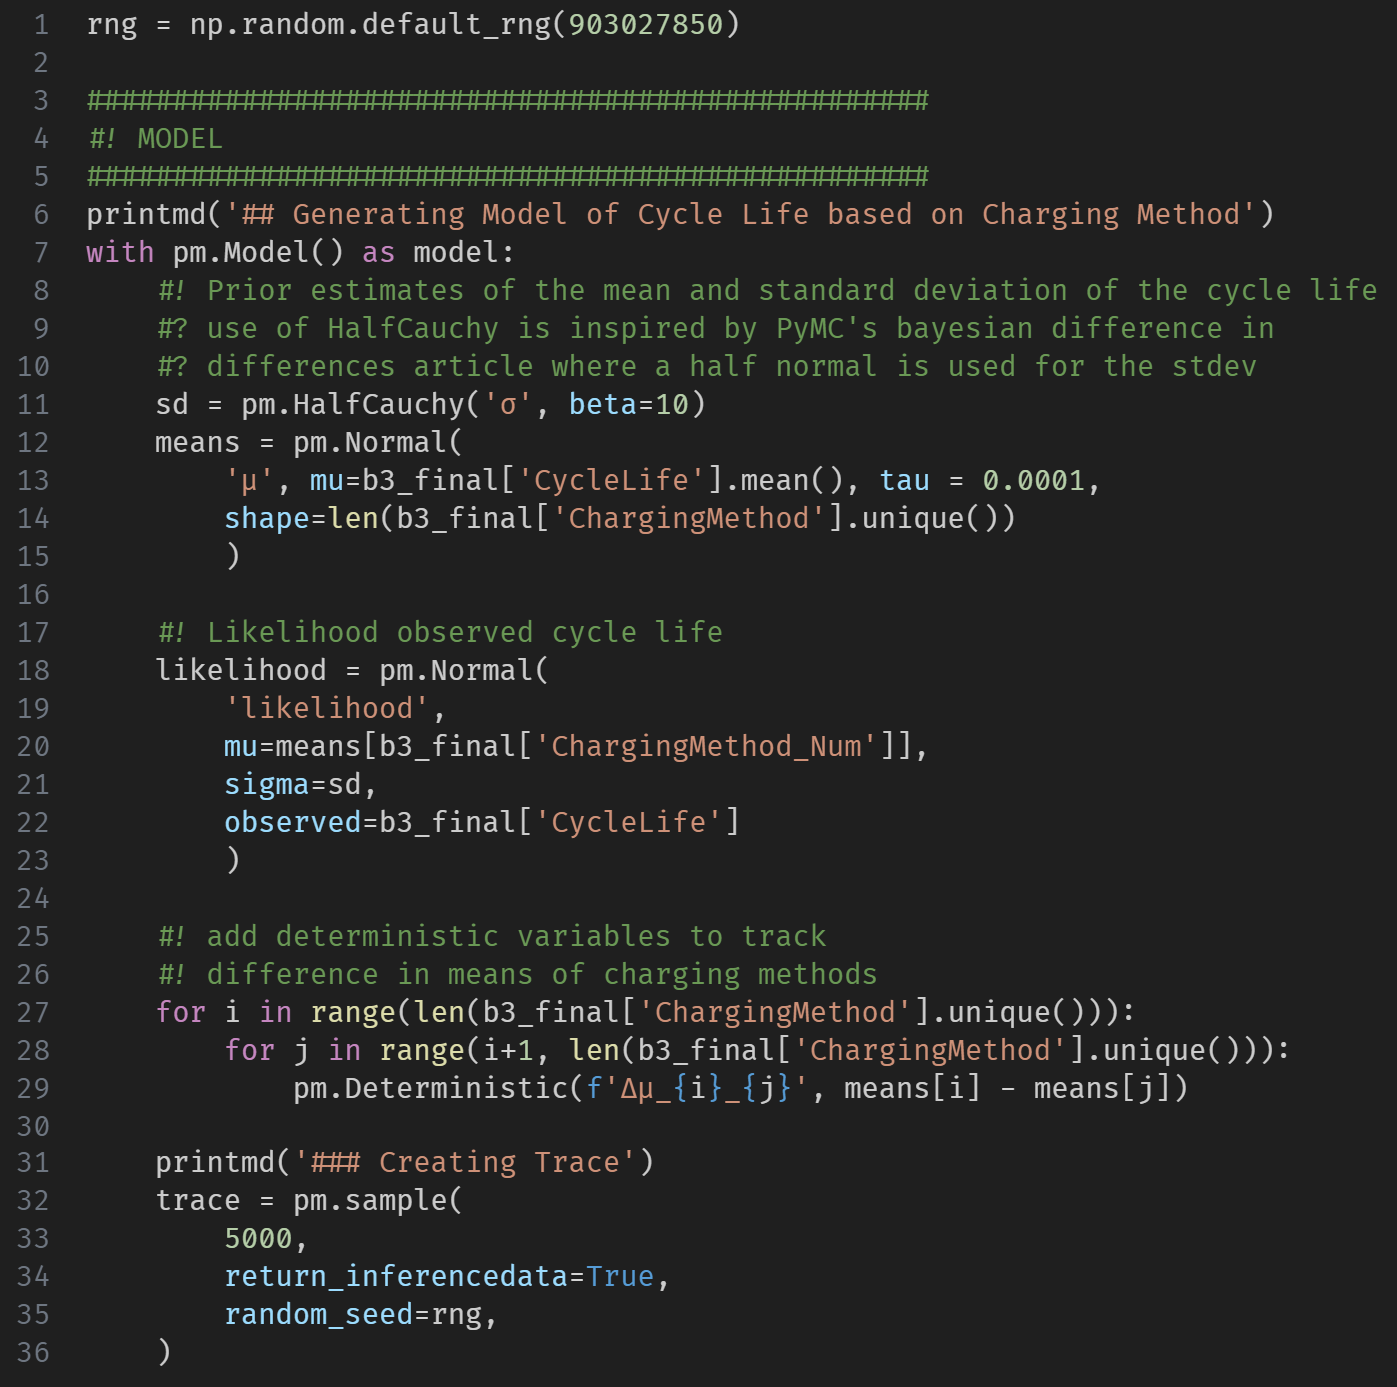 1 rng = np.random.default_rng(903027850)
2
3 #################################################
4 #! MODEL
5 #################################################
6 printmd('## Generating Model of Cycle Life based on Charging Method')
7 with pm.Model() as model:
8     #! Prior estimates of the mean and standard deviation of the cycle life
9     #? use of HalfCauchy is inspired by PyMC's bayesian difference in
10     #? differences article where a half normal is used for the stdev
11     sd = pm.HalfCauchy('σ', beta=10)
12     means = pm.Normal(
13         'μ', mu=b3_final['CycleLife'].mean(), tau = 0.0001,
14         shape=len(b3_final['ChargingMethod'].unique())
15         )
16
17     #! Likelihood observed cycle life
18     likelihood = pm.Normal(
19         'likelihood',
20         mu=means[b3_final['ChargingMethod_Num']],
21         sigma=sd,
22         observed=b3_final['CycleLife']
23         )
24
25     #! add deterministic variables to track
26     #! difference in means of charging methods
27     for i in range(len(b3_final['ChargingMethod'].unique())):
28         for j in range(i+1, len(b3_final['ChargingMethod'].unique())):
29             pm.Deterministic(f'Δμ_{i}_{j}', means[i] - means[j])
30
31     printmd('### Creating Trace')
32     trace = pm.sample(
33         5000,
34         return_inferencedata=True,
35         random_seed=rng,
36     )